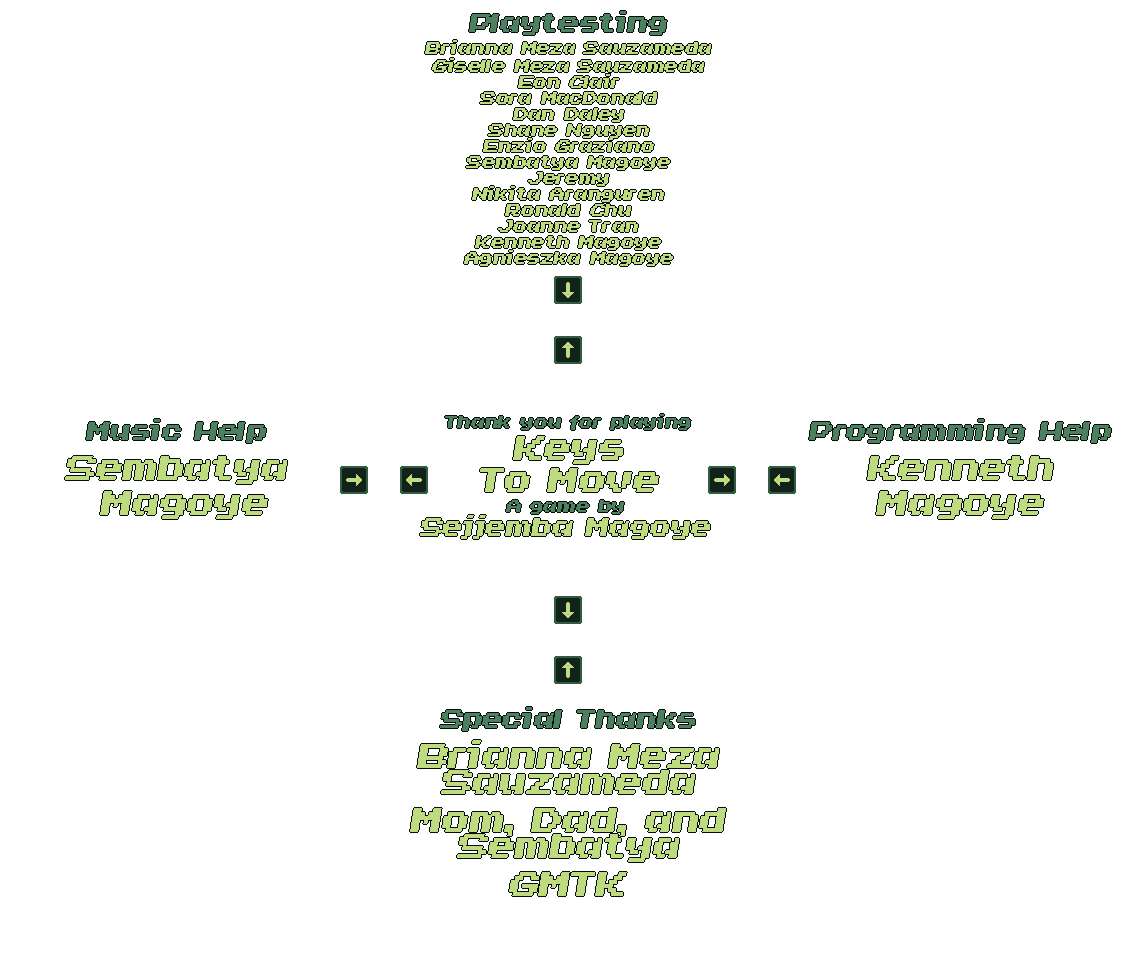 Playtesting
Brianna Meza Sauzameda
Giselle Meza Sauzameda
Eon Clair
Sora MacDonald
Dan Daley
Shane Nguyen
Enzio Graziano
Sembatya Magoye
Jeremy
Nikita Aranguren
Ronald Chu
Joanne Tran
Kenneth Magoye
Agnieszka Magoye
↓
↑
Music Help
Sembatya
Magoye
→
←
Thank you for playing
Keys
To Move
A game by
Sejjemba Magoye
→
←
Programming Help
Kenneth
Magoye
↓
↑
Special Thanks
Brianna Meza
Sauzameda
Mom, Dad, and
Sembatya
GMTK